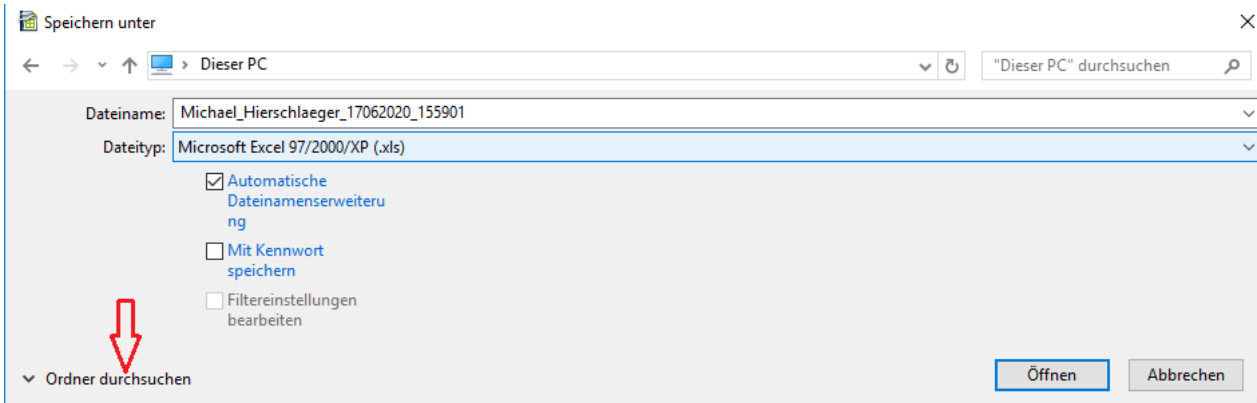 Speichern unter
Dieser PC
"Dieser PC" durchsuchen
Dateiname: Michael_Hierschlaeger_17062020_155901
Dateityp: Microsoft Excel 97/2000/XP (.xls)
Automatische
Dateinamenserweiteru
ng
Mit Kennwort
speichern
Filtereinstellungen
bearbeiten
Ordner durchsuchen
Öffnen
Abbrechen